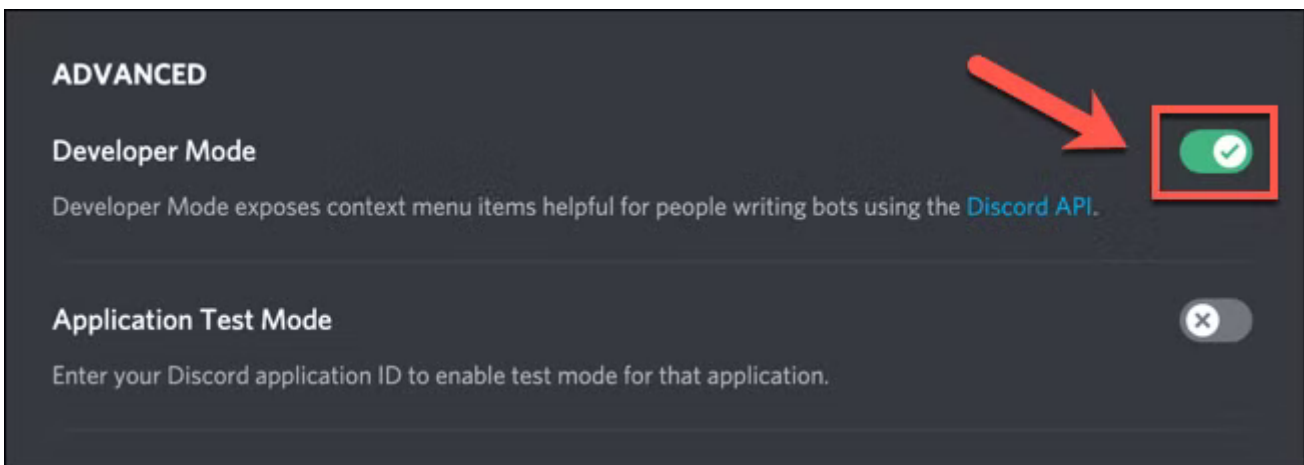 ADVANCED
Developer Mode
Developer Mode exposes context menu items helpful for people writing bots using the Discord API.
Application Test Mode
Enter your Discord application ID to enable test mode for that application.